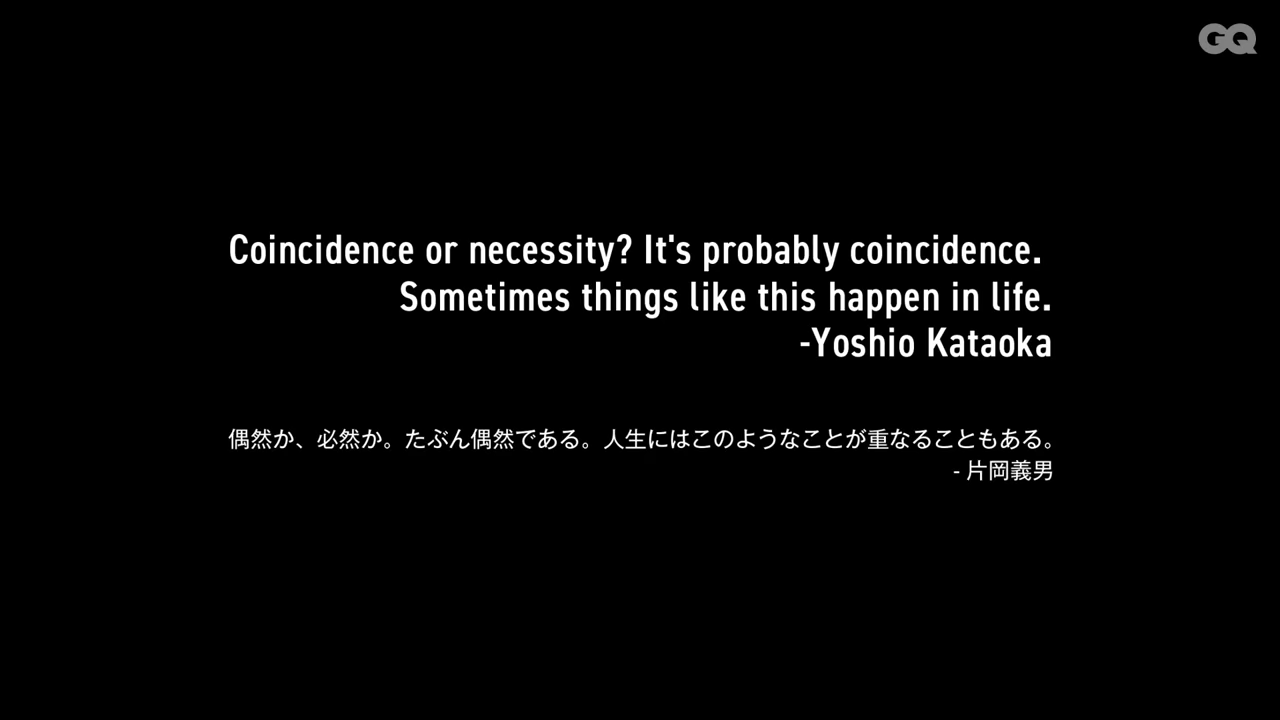 GQ
Coincidence or necessity? It's probably coincidence.
Sometimes things like this happen in life.
-Yoshio Kataoka
偶然か、必然か。たぶん偶然である。人生にはこのようなことが重なることもある。
- 片岡義男